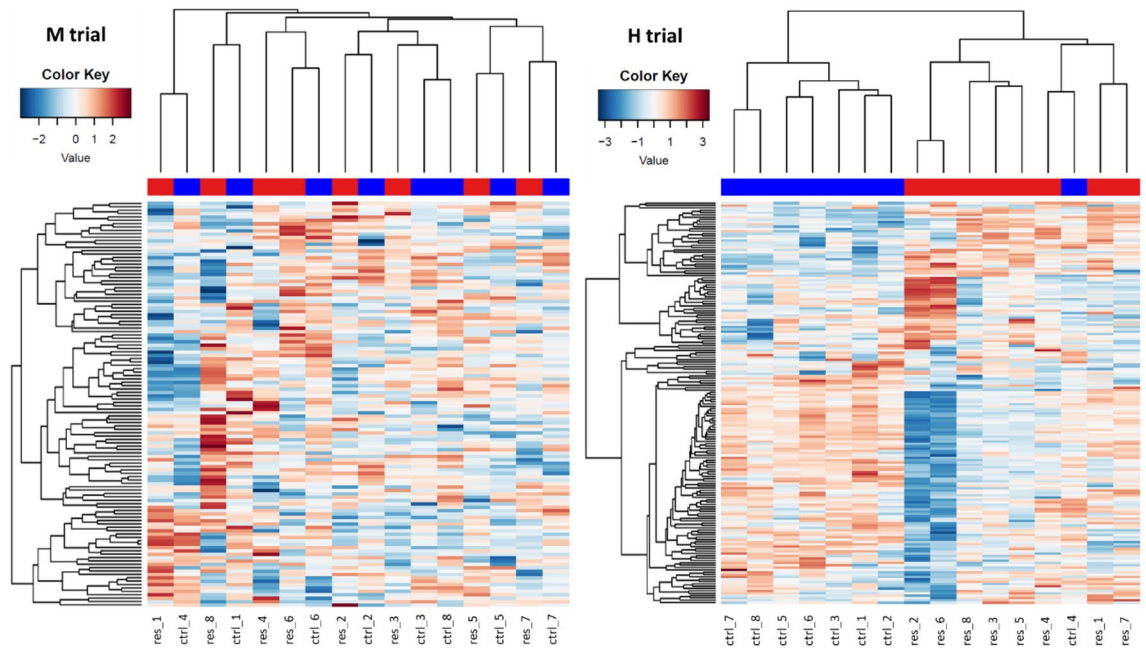 M trial
Color Key
−2 0 1 2
Value
res_1 ctrl_4 res_8 ctrl_1 res_4 res_6 ctrl_6 res_2 ctrl_2 res_3 ctrl_3 ctrl_8 res_5 ctrl_5 res_7 ctrl_7
H trial
Color Key
−3 −1 1 3
Value
ctrl_7 ctrl_8 ctrl_5 ctrl_6 ctrl_3 ctrl_1 ctrl_2 res_2 res_6 res_8 res_3 res_5 res_4 ctrl_4 res_1 res_7